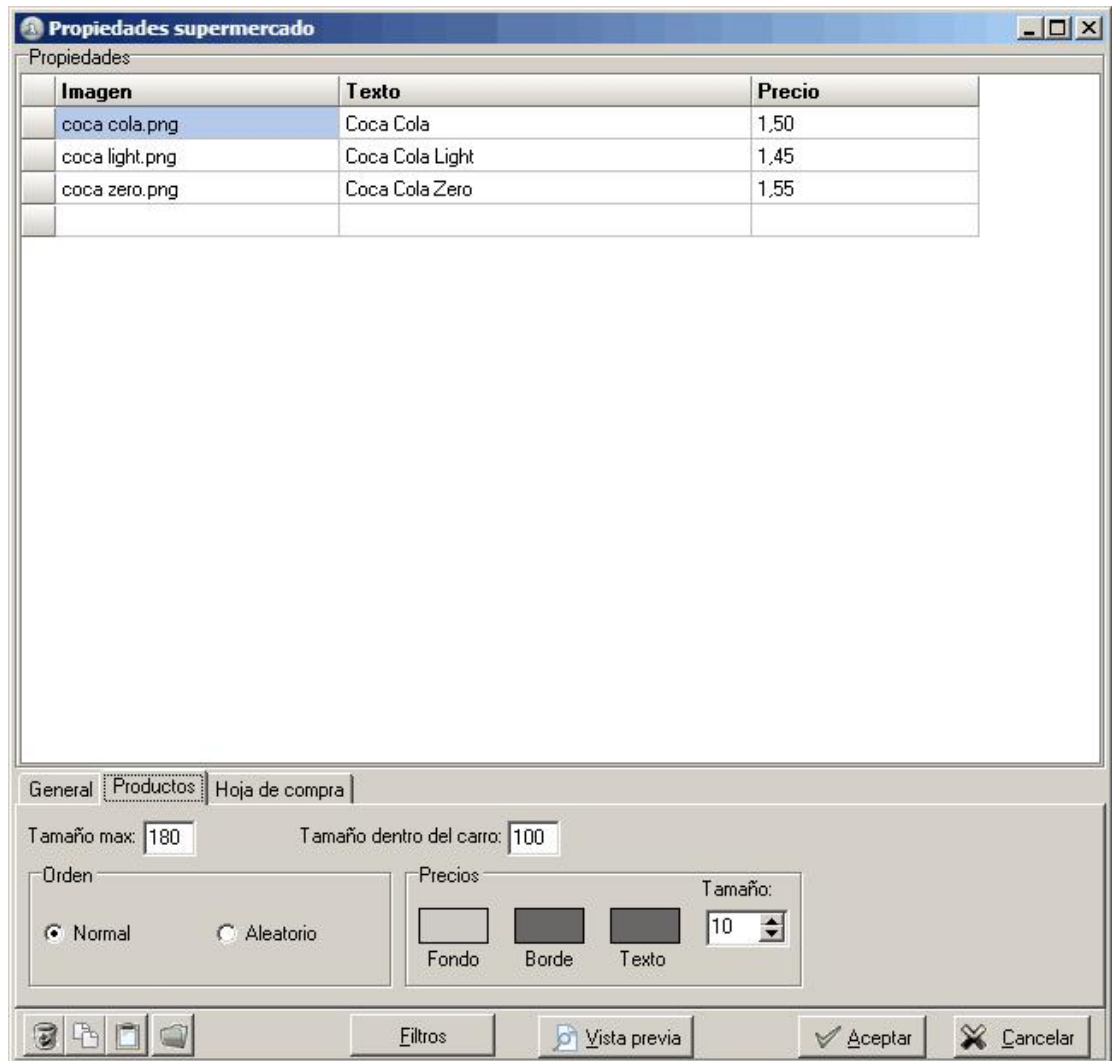 Propiedades supermercado
Propiedades
Imagen Texto Precio
coca cola.png Coca Cola 1,50
coca light.png Coca Cola Light 1,45
coca zero.png Coca Cola Zero 1,55
General Productos Hoja de compra
Tamaño max: 180 Tamaño dentro del carro: 100
Orden Precios
Tamaño:
Normal Aleatorio 10
Fondo Borde Texto
Filtros Vista previa Aceptar Cancelar